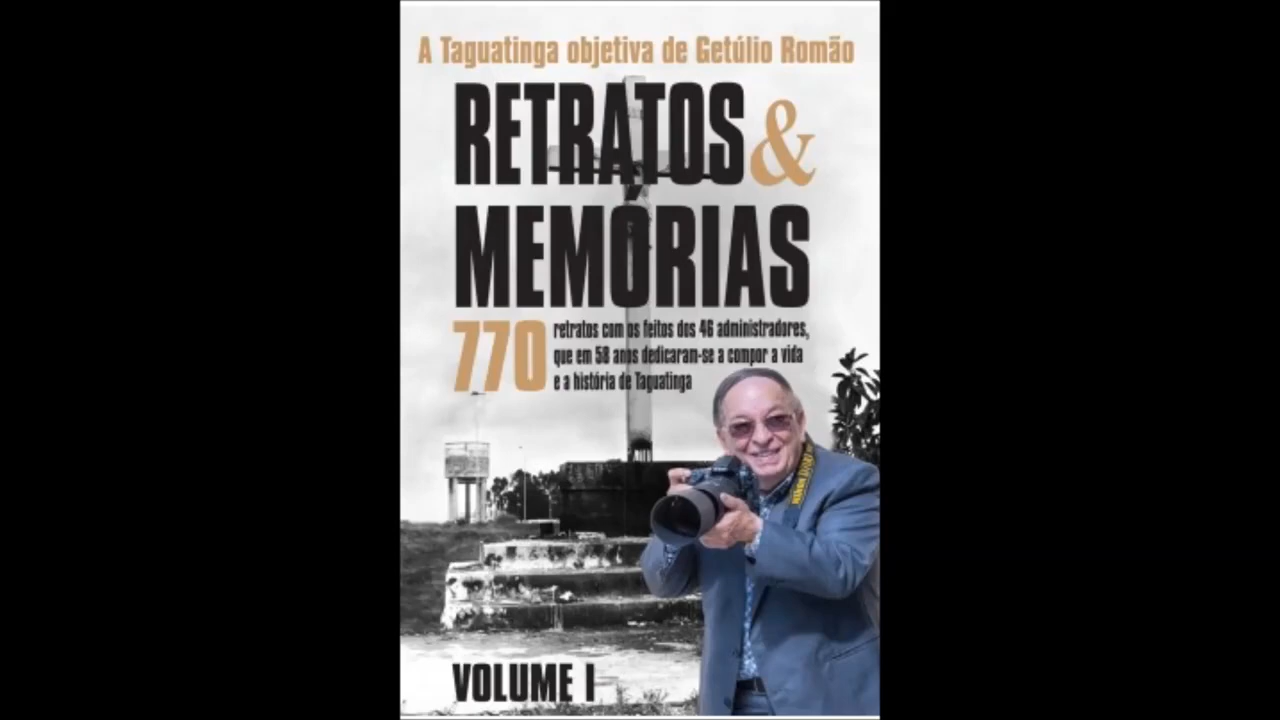 A Taguatinga objetiva de Getúlio Romão
RETRATOS &
MEMÓRIAS
770
retratos com os feitos dos 46 administradores,
que em 58 anos dedicaram-se a compor a vida
e a história de Taguatinga
VOLUME I